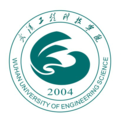 武汉工程科技学院
2004
WUHAN UNIVERSITY OF ENGINEERING SCIENCE